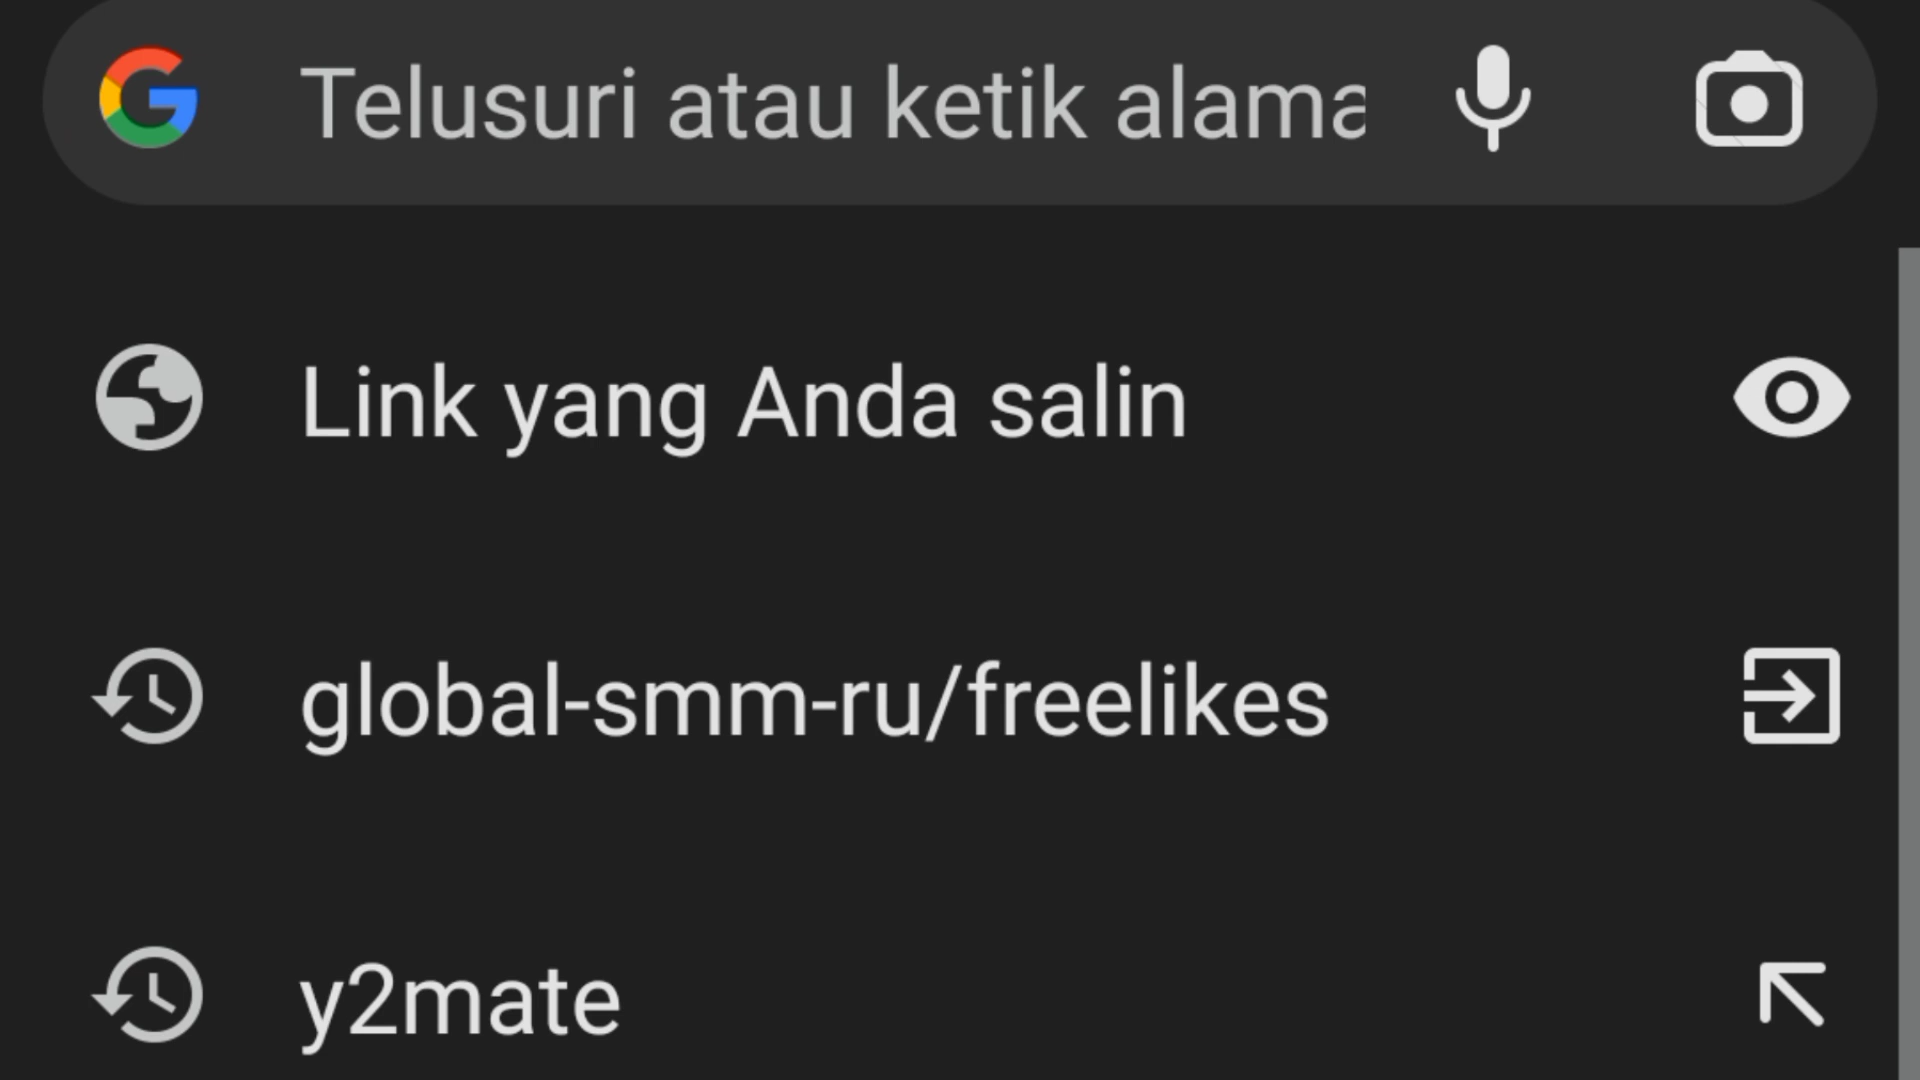 Telusuri atau ketik alama
Link yang Anda salin
global-smm-ru/freelikes
y2mate